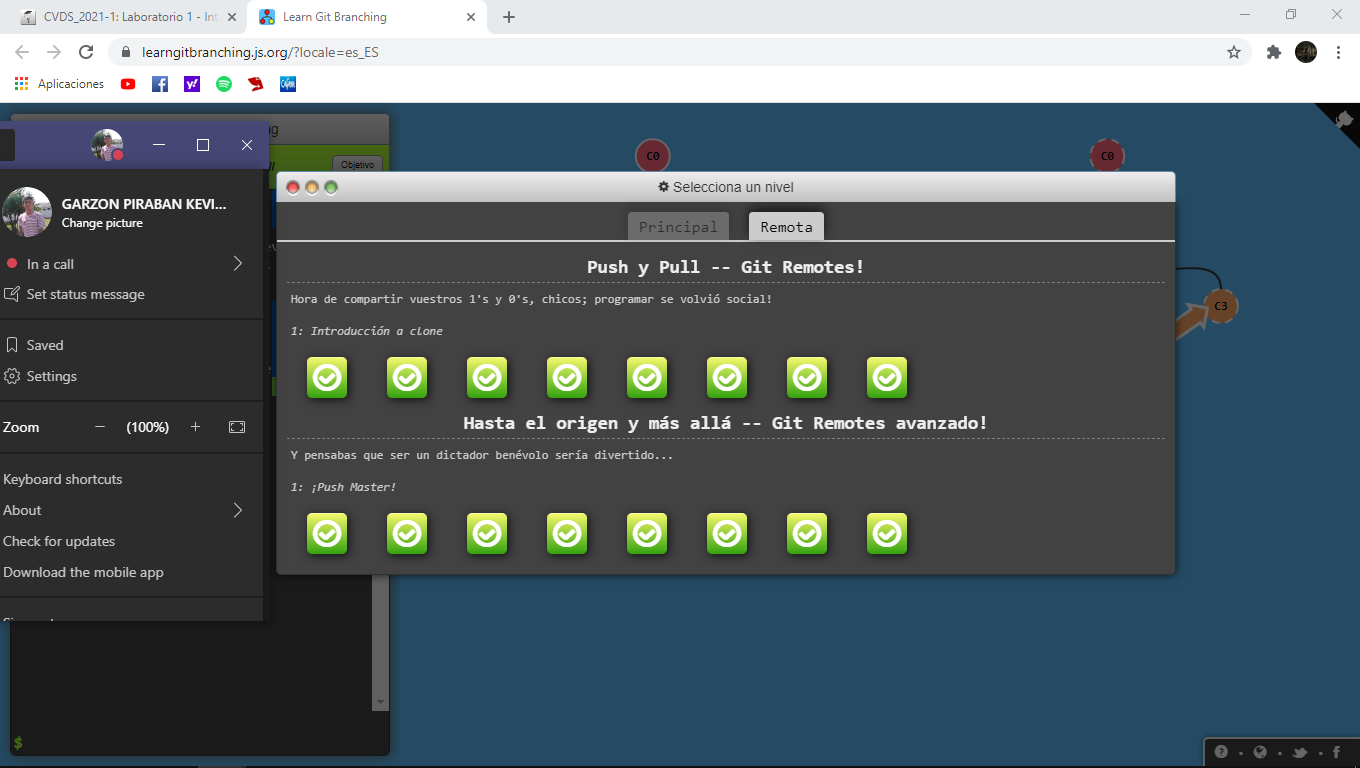 CVDS_2021-1: Laboratorio 1 - Int
Learn Git Branching
learngitbranching.js.org/?locale=es_ES
Aplicaciones
Objetivo
C0
C0
C3
GARZON PIRABAN KEVI...
Change picture
In a call
Set status message
Saved
Settings
Zoom
(100%)
Keyboard shortcuts
About
Check for updates
Download the mobile app
Selecciona un nivel
Principal
Remota
Push y Pull -- Git Remotes!
Hora de compartir vuestros 1's y 0's, chicos; programar se volvió social!
1: Introducción a clone
Hasta el origen y más allá -- Git Remotes avanzado!
Y pensabas que ser un dictador benévolo sería divertido...
1: ¡Push Master!
$